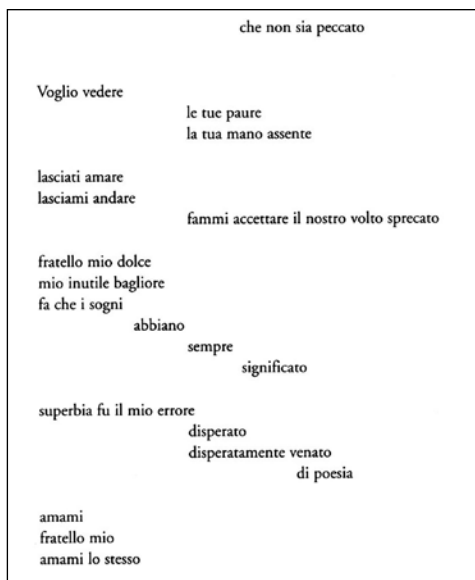 che non sia peccato
Voglio vedere
le tue paure
la tua mano assente
lasciati amare
lasciami andare
fammi accettare il nostro volto sprecato
fratello mio dolce
mio inutile bagliore
fa che i sogni
abbiano
sempre
significato
superbia fu il mio errore
disperato
disperatamente venato
di poesia
amami
fratello mio
amami lo stesso